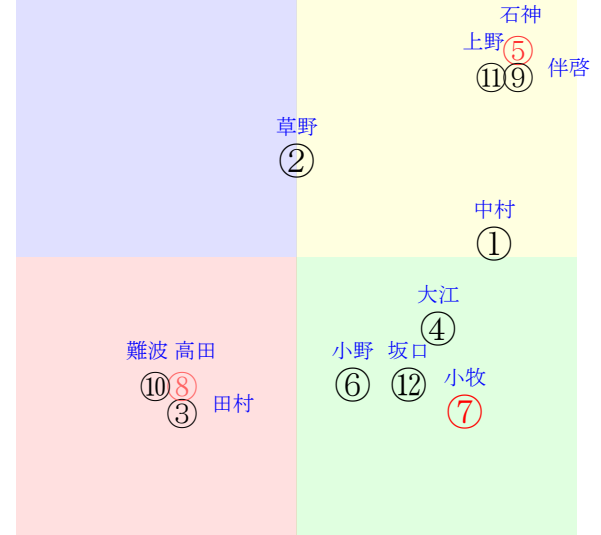 石神
上野 ⑤
⑪⑨ 伴啓
草野
②
中村
①
大江
④
難波 高田
小野 坂口
⑩⑧
⑥ ⑫
小牧
③ 田村
⑦